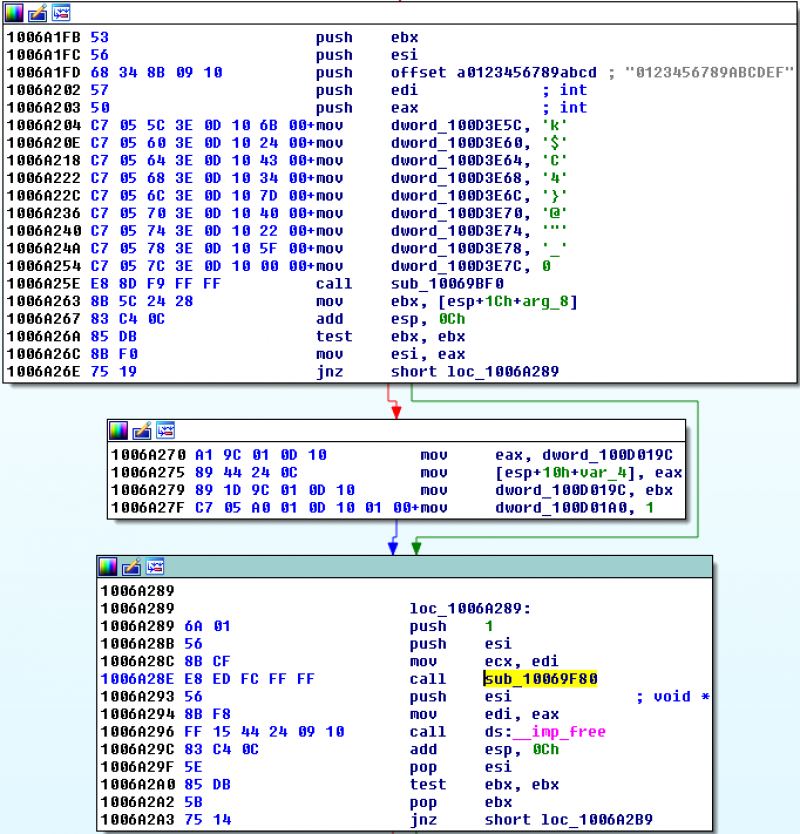 1006A1FB 53 push ebx
1006A1FC 56 push esi
1006A1FD 68 34 8B 09 10 push offset a0123456789abcd ; "0123456789ABCDEF"
1006A202 57 push edi ; int
1006A203 50 push eax ; int
1006A204 C7 05 5C 3E 0D 10 6B 00+mov dword_100D3E5C, 'k'
1006A20E C7 05 60 3E 0D 10 24 00+mov dword_100D3E60, '$'
1006A218 C7 05 64 3E 0D 10 43 00+mov dword_100D3E64, 'C'
1006A222 C7 05 68 3E 0D 10 34 00+mov dword_100D3E68, '4'
1006A22C C7 05 6C 3E 0D 10 7D 00+mov dword_100D3E6C, '}'
1006A236 C7 05 70 3E 0D 10 40 00+mov dword_100D3E70, '@'
1006A240 C7 05 74 3E 0D 10 22 00+mov dword_100D3E74, '"'
1006A24A C7 05 78 3E 0D 10 5F 00+mov dword_100D3E78, '_'
1006A254 C7 05 7C 3E 0D 10 00 00+mov dword_100D3E7C, 0
1006A25E E8 8D F9 FF FF call sub_10069BF0
1006A263 8B 5C 24 28 mov ebx, [esp+1Ch+arg_8]
1006A267 83 C4 0C add esp, 0Ch
1006A26A 85 DB test ebx, ebx
1006A26C 8B F0 mov esi, eax
1006A26E 75 19 jnz short loc_1006A289
1006A270 A1 9C 01 0D 10 mov eax, dword_100D019C
1006A275 89 44 24 0C mov [esp+10h+var_4], eax
1006A279 89 1D 9C 01 0D 10 mov dword_100D019C, ebx
1006A27F C7 05 A0 01 0D 10 01 00+mov dword_100D01A0, 1
1006A289
1006A289 loc_1006A289:
1006A289 6A 01 push 1
1006A28B 56 push esi
1006A28C 8B CF mov ecx, edi
1006A28E E8 ED FC FF FF call sub_10069F80
1006A293 56 push esi ; void *
1006A294 8B F8 mov edi, eax
1006A296 FF 15 44 24 09 10 call ds:__imp_free
1006A29C 83 C4 0C add esp, 0Ch
1006A29F 5E pop esi
1006A2A0 85 DB test ebx, ebx
1006A2A2 5B pop ebx
1006A2A3 75 14 jnz short loc_1006A2B9